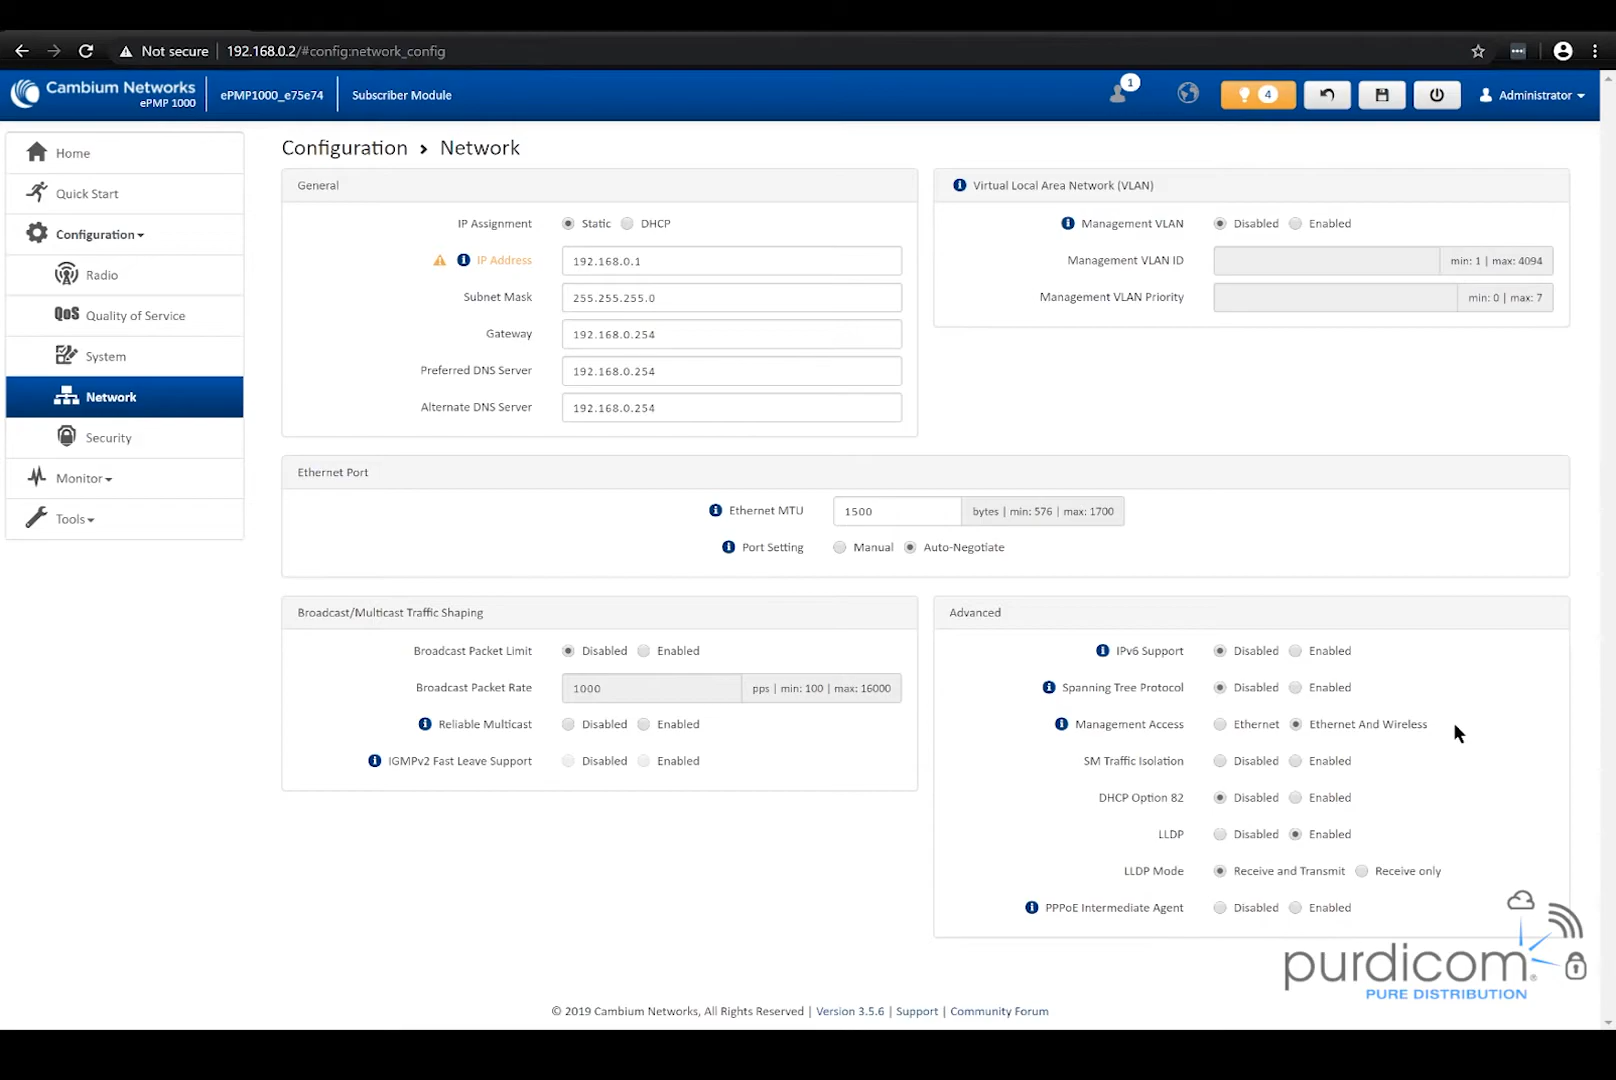 Not secure 192.168.0.2/#config:network_config
Cambium Networks
ePMP 1000
ePMP1000_e75e74
Subscriber Module
1
4
Administrator
Home
Quick Start
Configuration
Radio
QoS Quality of Service
System
Network
Security
Monitor
Tools
Configuration > Network
General
IP Assignment Static DHCP
IP Address 192.168.0.1
Subnet Mask 255.255.255.0
Gateway 192.168.0.254
Preferred DNS Server 192.168.0.254
Alternate DNS Server 192.168.0.254
Virtual Local Area Network (VLAN)
Management VLAN Disabled Enabled
Management VLAN ID min: 1 | max: 4094
Management VLAN Priority min: 0 | max: 7
Ethernet Port
Ethernet MTU 1500 bytes | min: 576 | max: 1700
Port Setting Manual Auto-Negotiate
Broadcast/Multicast Traffic Shaping
Broadcast Packet Limit Disabled Enabled
Broadcast Packet Rate 1000 pps | min: 100 | max: 16000
Reliable Multicast Disabled Enabled
IGMPv2 Fast Leave Support Disabled Enabled
Advanced
IPv6 Support Disabled Enabled
Spanning Tree Protocol Disabled Enabled
Management Access Ethernet Ethernet And Wireless
SM Traffic Isolation Disabled Enabled
DHCP Option 82 Disabled Enabled
LLDP Disabled Enabled
LLDP Mode Receive and Transmit Receive only
PPPoE Intermediate Agent Disabled Enabled
purdicom®
PURE DISTRIBUTION
© 2019 Cambium Networks, All Rights Reserved | Version 3.5.6 | Support | Community Forum